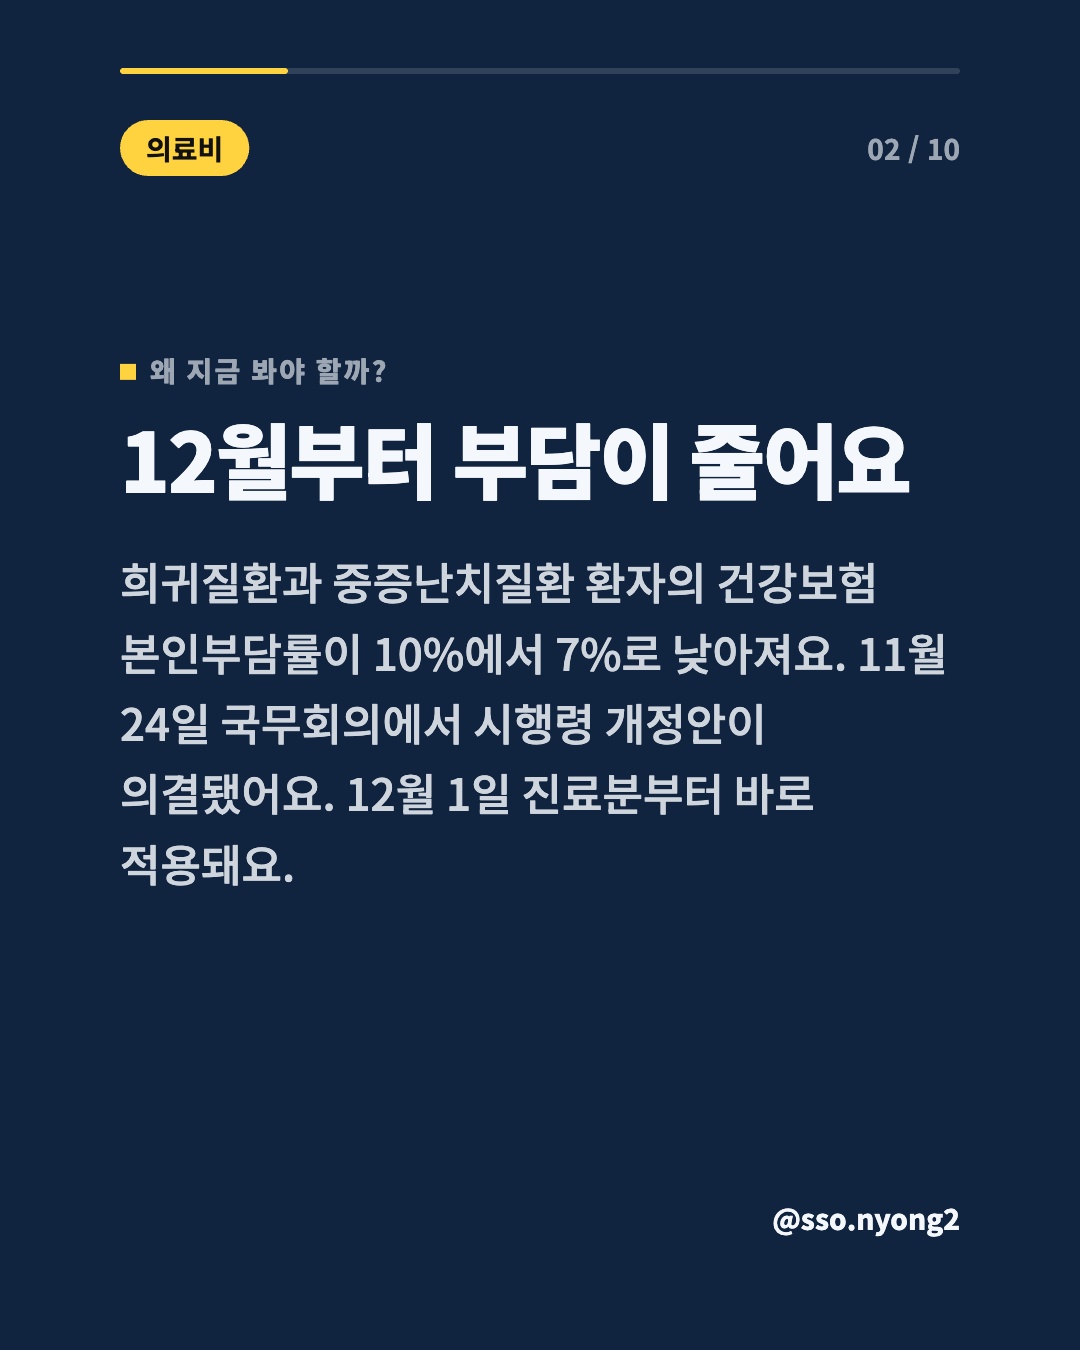 의료비
02 / 10
왜 지금 봐야 할까?
12월부터 부담이 줄어요
희귀질환과 중증난치질환 환자의 건강보험
본인부담률이 10%에서 7%로 낮아져요. 11월
24일 국무회의에서 시행령 개정안이
의결됐어요. 12월 1일 진료분부터 바로
적용돼요.
@sso.nyong2